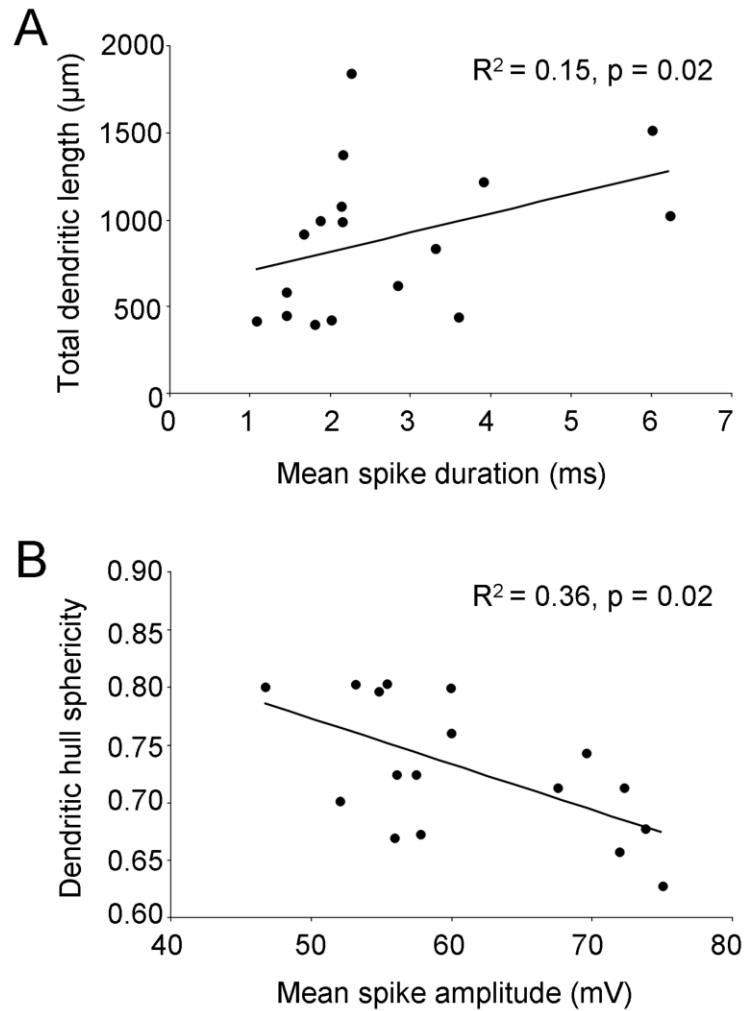 A
R² = 0.15, p = 0.02
Total dendritic length (µm)
2000
1500
1000
500
0
0 1 2 3 4 5 6 7
Mean spike duration (ms)
B
R² = 0.36, p = 0.02
Dendritic hull sphericity
0.90
0.85
0.80
0.75
0.70
0.65
0.60
40 50 60 70 80
Mean spike amplitude (mV)